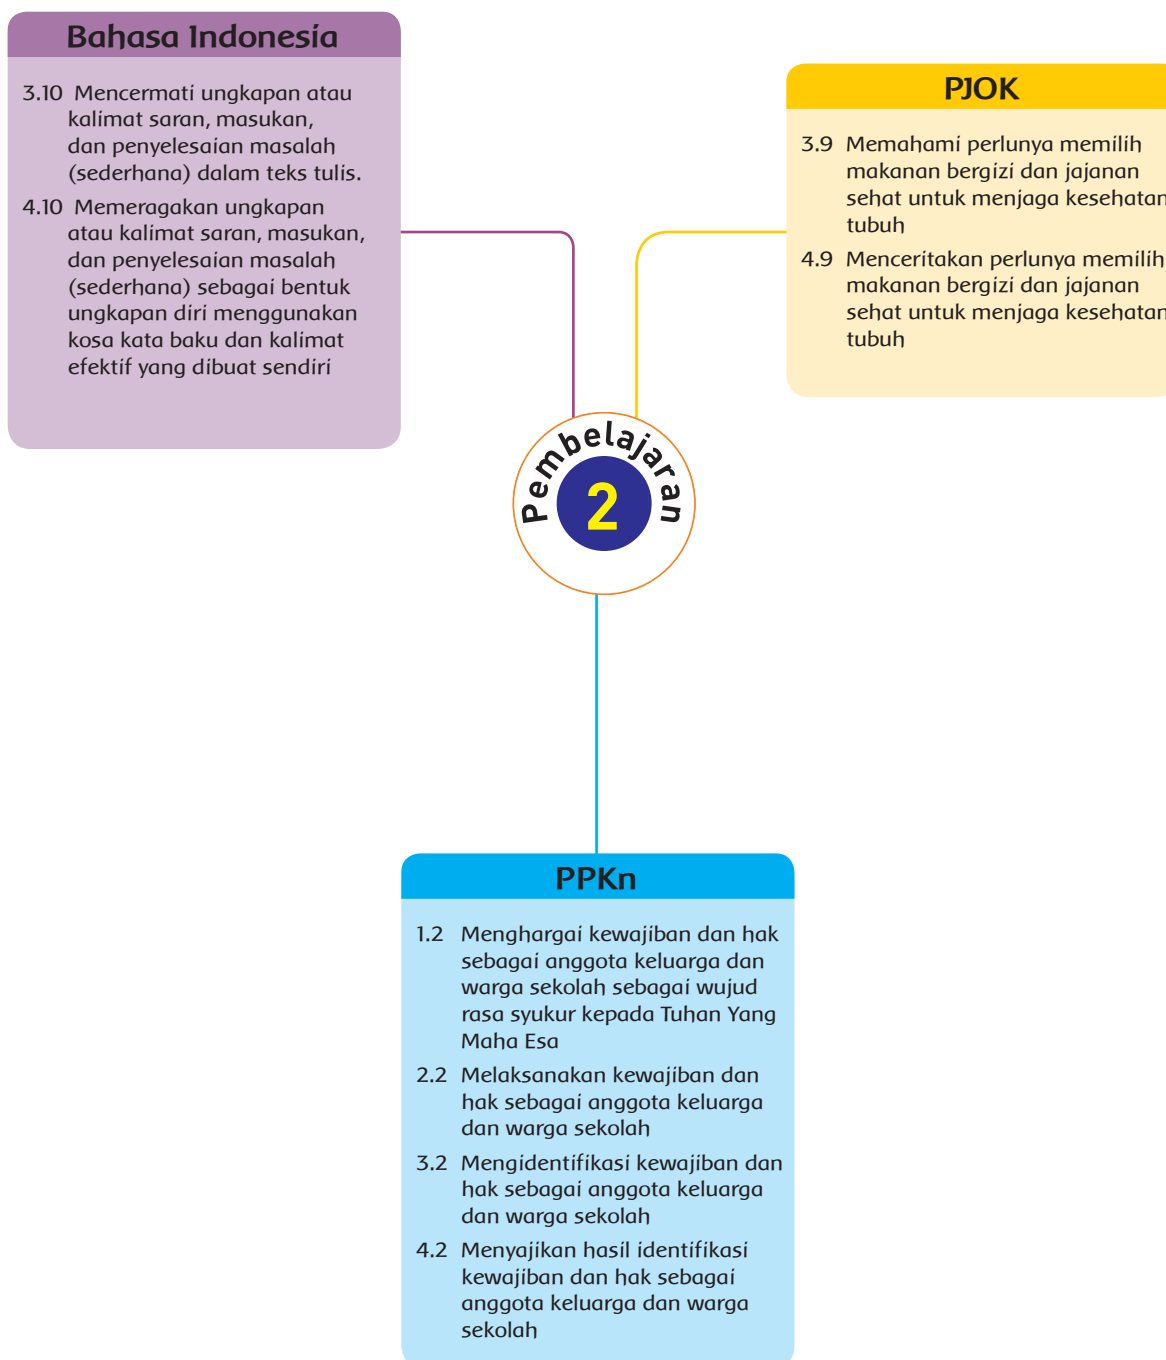 Bahasa Indonesia
3.10 Mencermati ungkapan atau
kalimat saran, masukan,
dan penyelesaian masalah
(sederhana) dalam teks tulis.
4.10 Memeragakan ungkapan
atau kalimat saran, masukan,
dan penyelesaian masalah
(sederhana) sebagai bentuk
ungkapan diri menggunakan
kosa kata baku dan kalimat
efektif yang dibuat sendiri
PJOK
3.9 Memahami perlunya memilih
makanan bergizi dan jajanan
sehat untuk menjaga kesehatan
tubuh
4.9 Menceritakan perlunya memilih
makanan bergizi dan jajanan
sehat untuk menjaga kesehatan
tubuh
Pembelajaran
2
PPKn
1.2 Menghargai kewajiban dan hak
sebagai anggota keluarga dan
warga sekolah sebagai wujud
rasa syukur kepada Tuhan Yang
Maha Esa
2.2 Melaksanakan kewajiban dan
hak sebagai anggota keluarga
dan warga sekolah
3.2 Mengidentifikasi kewajiban dan
hak sebagai anggota keluarga
dan warga sekolah
4.2 Menyajikan hasil identifikasi
kewajiban dan hak sebagai
anggota keluarga dan warga
sekolah